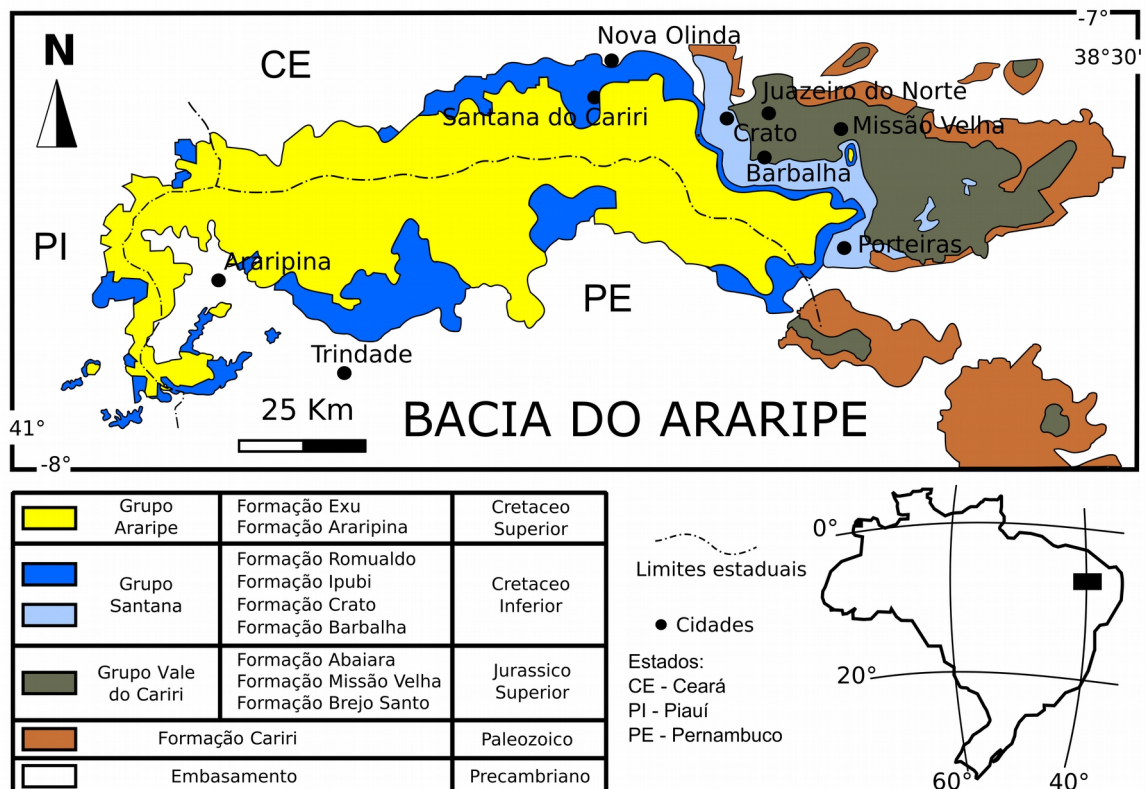 -7°
38°30'
N
CE
Nova Olinda
Juazeiro do Norte
Santana do Cariri
Crato
Missão Velha
Barbalha
PI
Araripina
Porteiras
PE
Trindade
25 Km
BACIA DO ARARIPE
41°
-8°
Grupo
Araripe
Formação Exu
Formação Araripina
Cretaceo
Superior
Grupo
Santana
Formação Romualdo
Formação Ipubi
Formação Crato
Formação Barbalha
Cretaceo
Inferior
Grupo Vale
do Cariri
Formação Abaiara
Formação Missão Velha
Formação Brejo Santo
Jurassico
Superior
Formação Cariri
Paleozoico
Embasamento
Precambriano
Limites estaduais
Cidades
Estados:
CE - Ceará
PI - Piauí
PE - Pernambuco
0°
20°
60°
40°